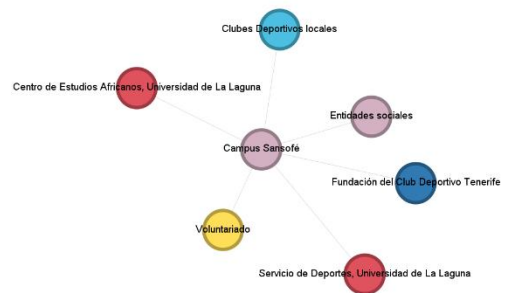 Clubes Deportivos locales
Centro de Estudios Africanos, Universidad de La Laguna
Entidades sociales
Campus Sansofé
Fundación del Club Deportivo Tenerife
Voluntariado
Servicio de Deportes, Universidad de La Laguna